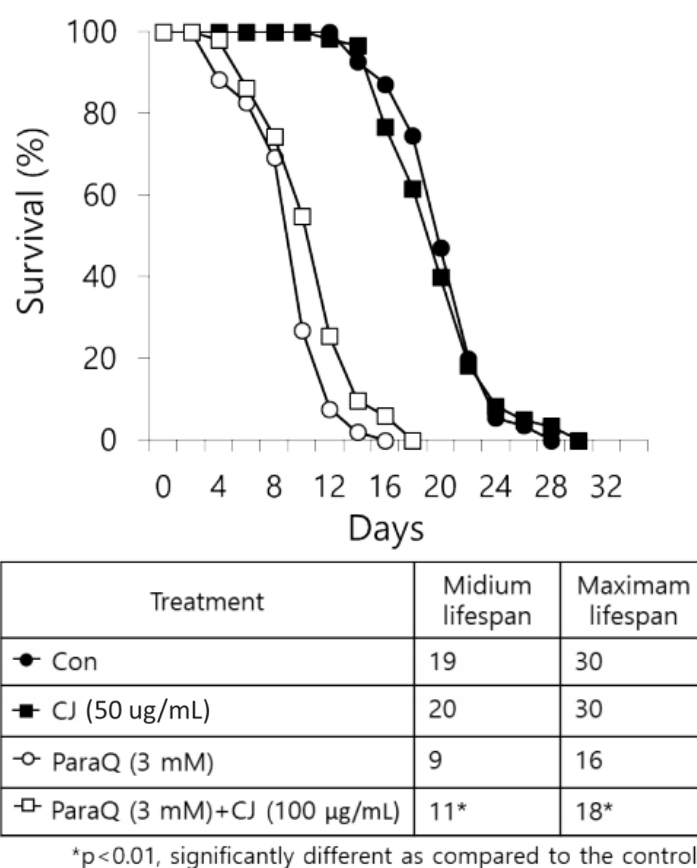 100
80
60
40
20
0
Survival (%)
0 4 8 12 16 20 24 28 32
Days
Treatment Midium lifespan Maximam lifespan
Con 19 30
CJ (50 ug/mL) 20 30
ParaQ (3 mM) 9 16
ParaQ (3 mM)+CJ (100 μg/mL) 11* 18*
*p<0.01, significantly different as compared to the control